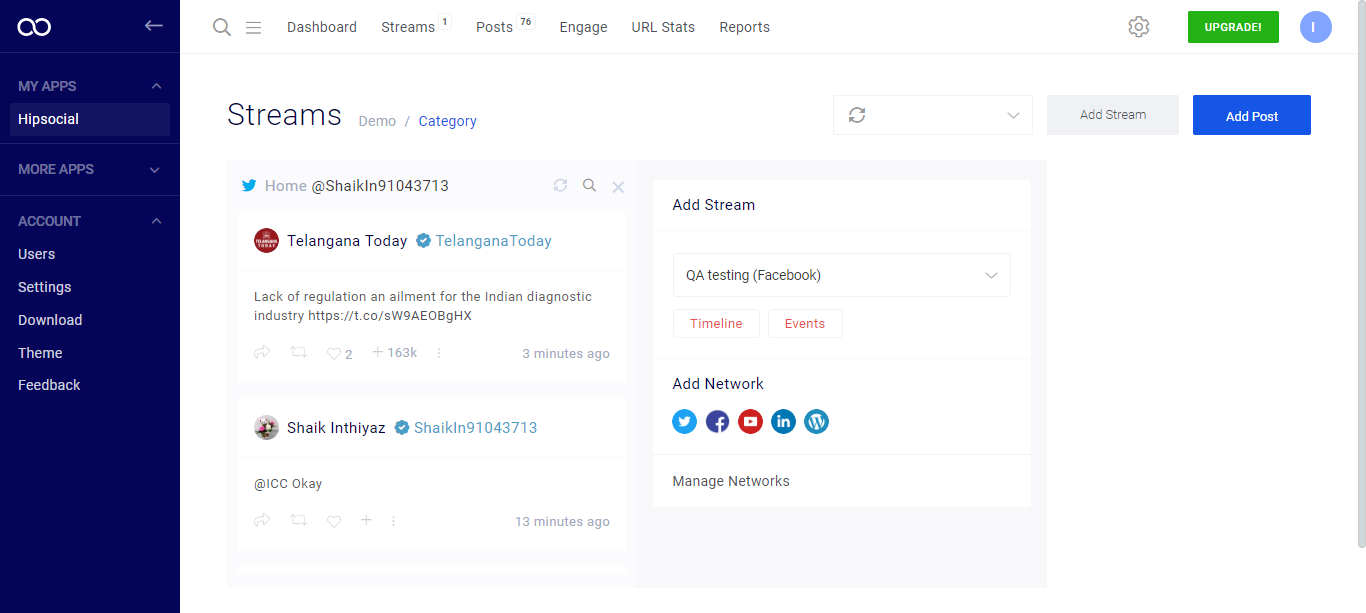 Dashboard Streams 1 Posts 76 Engage URL Stats Reports UPGRADE! I
MY APPS
Hipsocial
MORE APPS
ACCOUNT
Users
Settings
Download
Theme
Feedback
Streams Demo / Category Add Stream Add Post
Home @ShaikIn91043713
Telangana Today TelanganaToday
Lack of regulation an ailment for the Indian diagnostic
industry https://t.co/sW9AEOBgHX
2 163k 3 minutes ago
Shaik Inthiyaz ShaikIn91043713
@ICC Okay
13 minutes ago
Add Stream
QA testing (Facebook)
Timeline Events
Add Network
Manage Networks